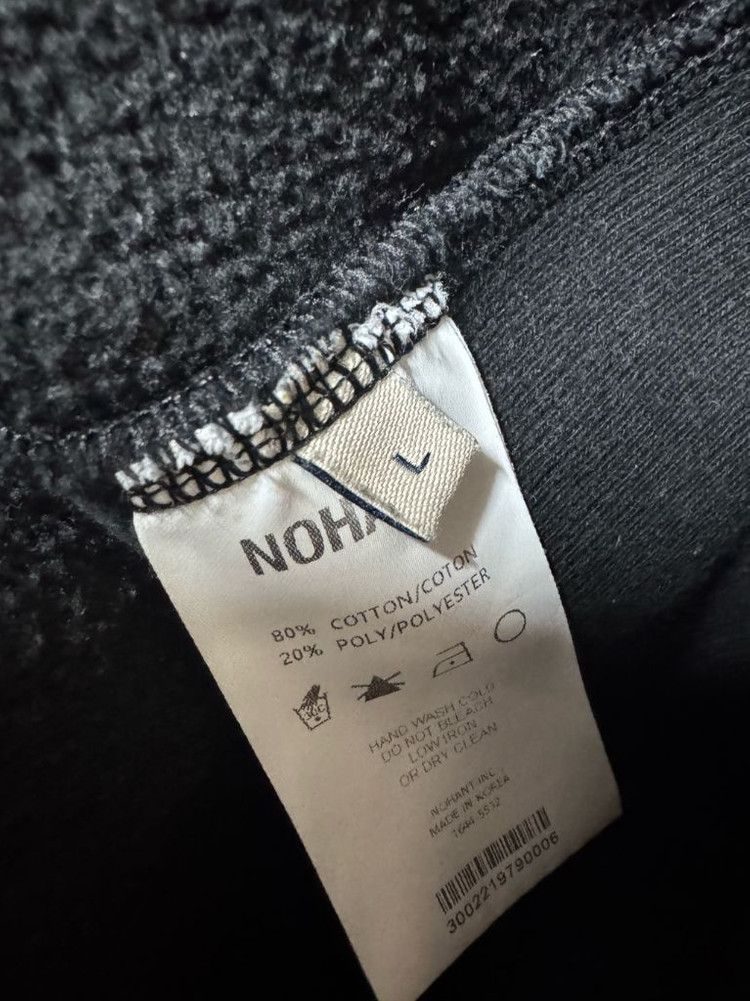 L
NOHA
80% COTTON/COTON
20% POLY/POLYESTER
30C
HAND WASH COLD
DO NOT BLEACH
LOW IRON
OR DRY CLEAN
NOHANT INC.
MADE IN KOREA
1644-5512
3002219790006